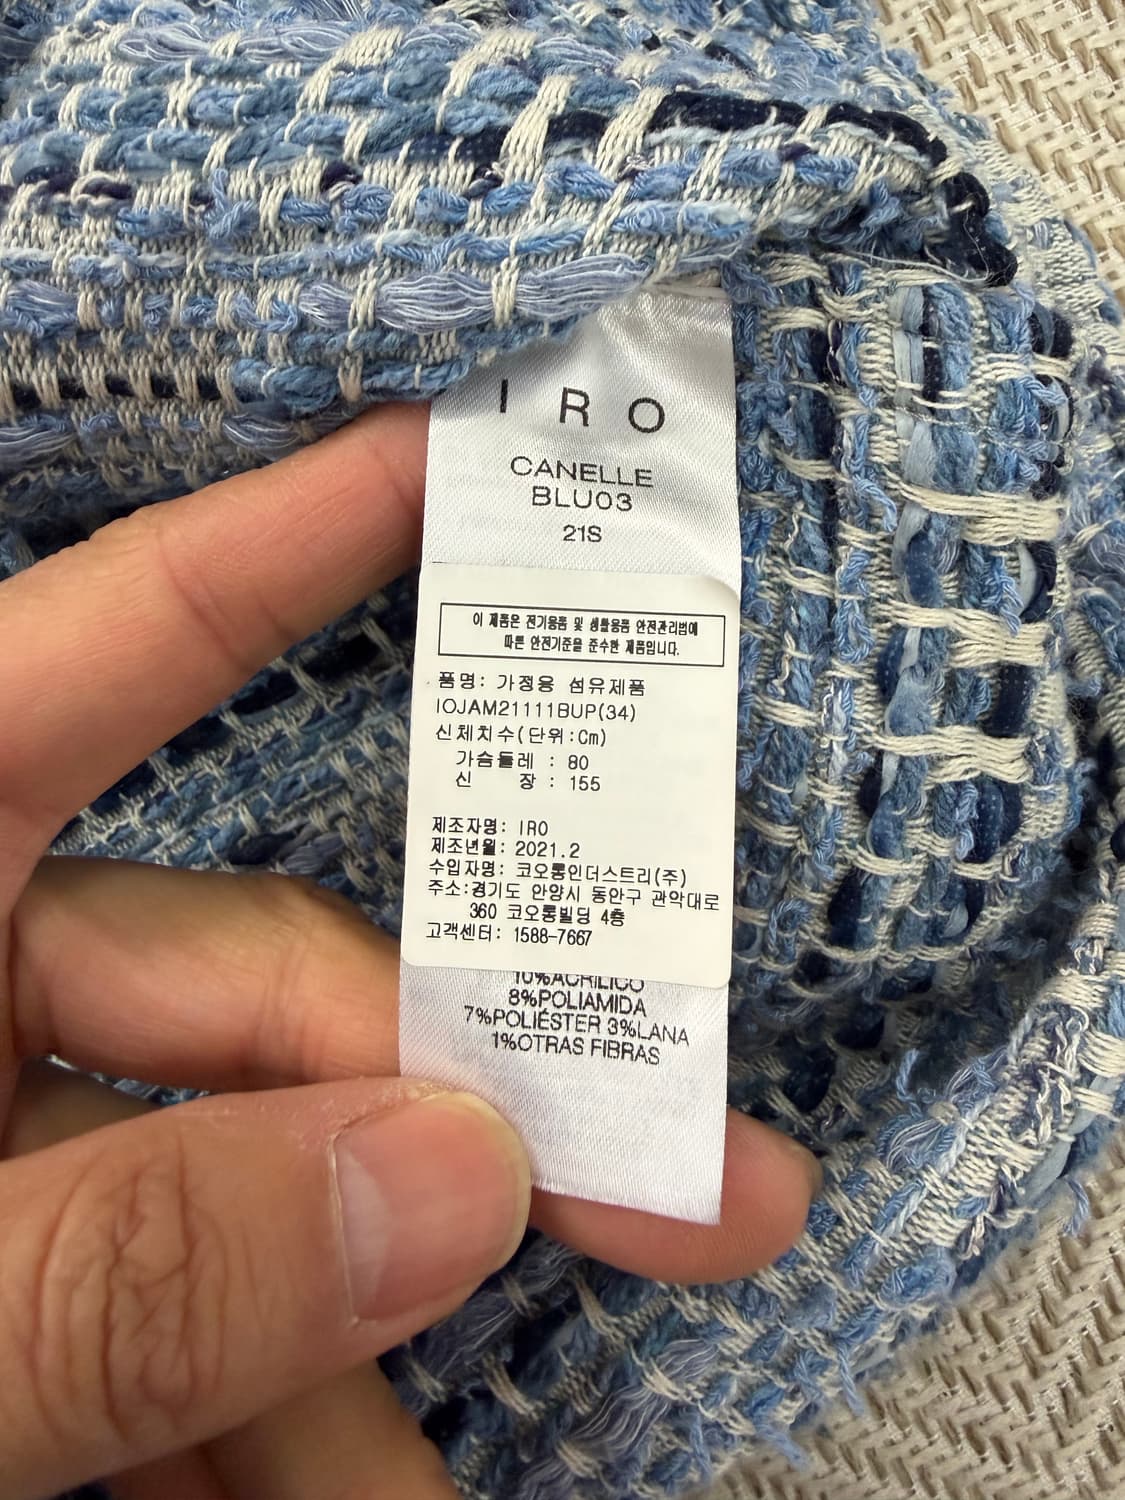 IRO
CANELLE
BLU03
21S
이 제품은 전기용품 및 생활용품 안전관리법에
따른 안전기준을 준수한 제품입니다.
품명: 가정용 섬유제품
IOJAM21111BUP(34)
신체치수(단위:Cm)
가슴둘레 : 80
신 장 : 155
제조자명: IRO
제조년월: 2021.2
수입자명: 코오롱인더스트리(주)
주소:경기도 안양시 동안구 관악대로
360 코오롱빌딩 4층
고객센터: 1588-7667
10%ACRÍLICO
8%POLIAMIDA
7%POLIÉSTER 3%LANA
1%OTRAS FIBRAS